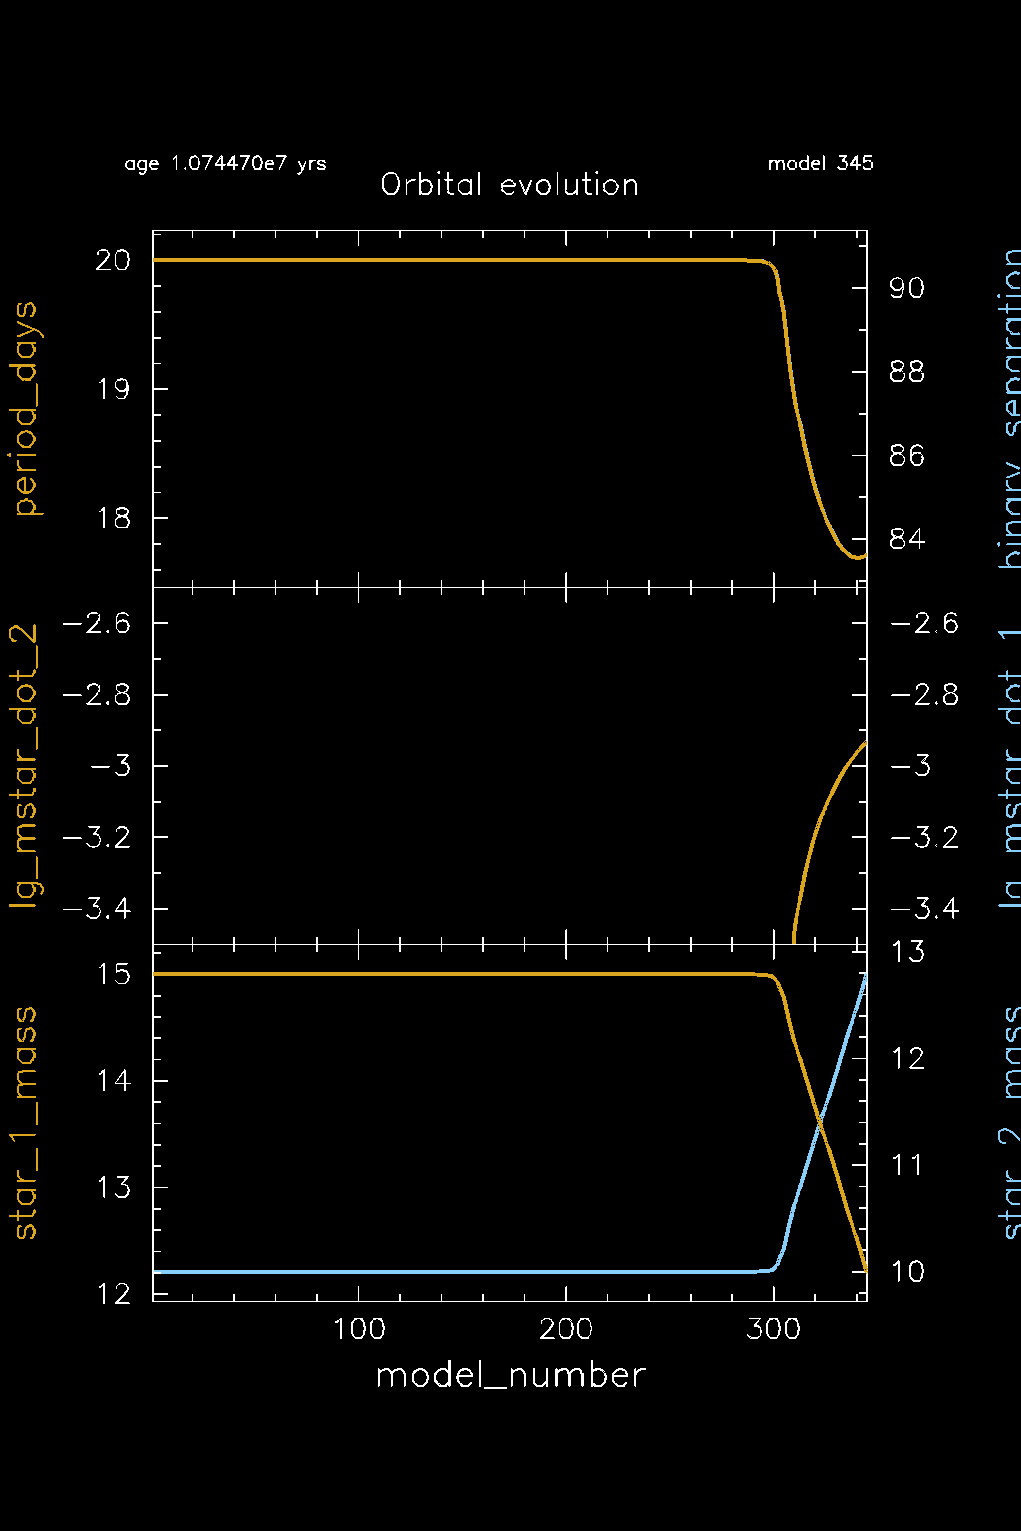 age 1.074470e7 yrs
model 345
Orbital evolution
period_days
20
19
18
90
88
86
84
binary_separation
lg_mstar_dot_2
−2.6
−2.8
−3
−3.2
−3.4
−2.6
−2.8
−3
−3.2
−3.4
lg_mstar_dot_1
star_1_mass
15
14
13
12
13
12
11
10
star_2_mass
100
200
300
model_number